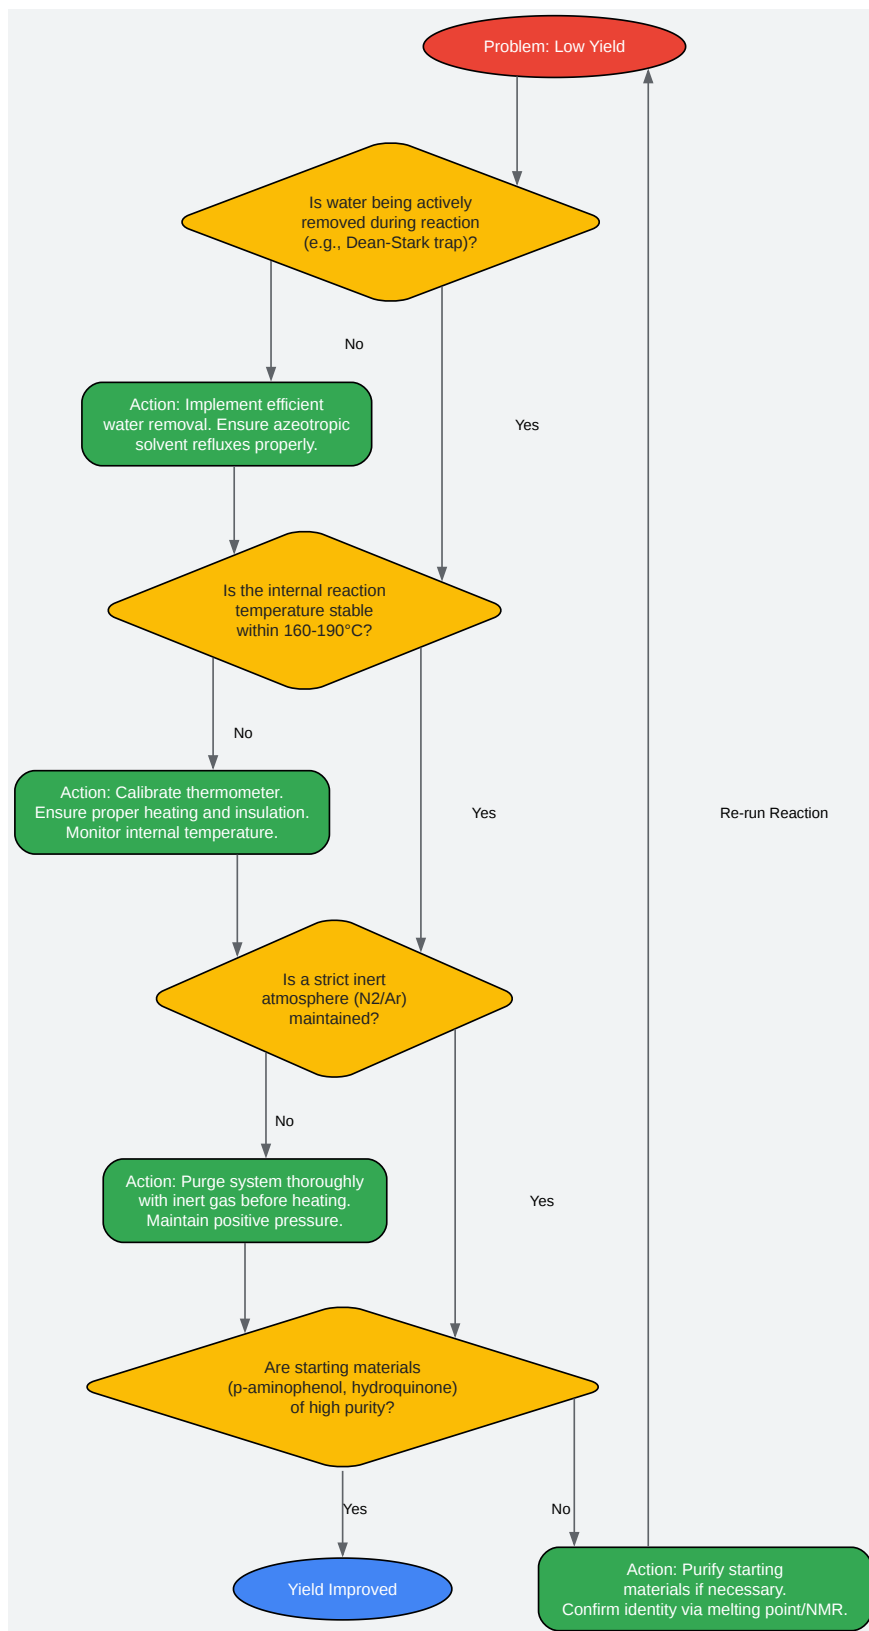 Problem: Low Yield
Is water being actively
removed during reaction
(e.g., Dean-Stark trap)?
No
Action: Implement efficient
water removal. Ensure azeotropic
solvent refluxes properly.
Yes
Is the internal reaction
temperature stable
within 160-190°C?
No
Action: Calibrate thermometer.
Ensure proper heating and insulation.
Monitor internal temperature.
Yes
Re-run Reaction
Is a strict inert
atmosphere (N2/Ar)
maintained?
No
Action: Purge system thoroughly
with inert gas before heating.
Maintain positive pressure.
Yes
Are starting materials
(p-aminophenol, hydroquinone)
of high purity?
Yes
No
Yield Improved
Action: Purify starting
materials if necessary.
Confirm identity via melting point/NMR.